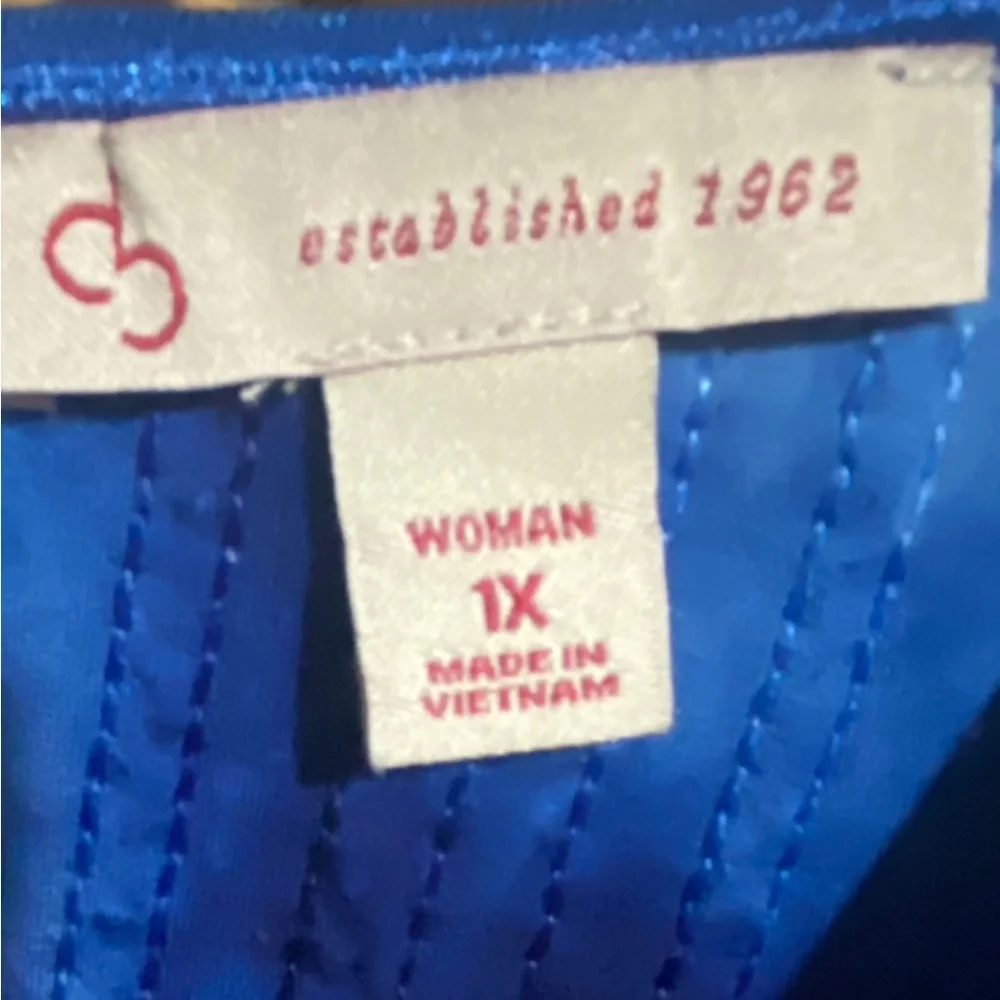 established 1962
WOMAN
1X
MADE IN
VIETNAM